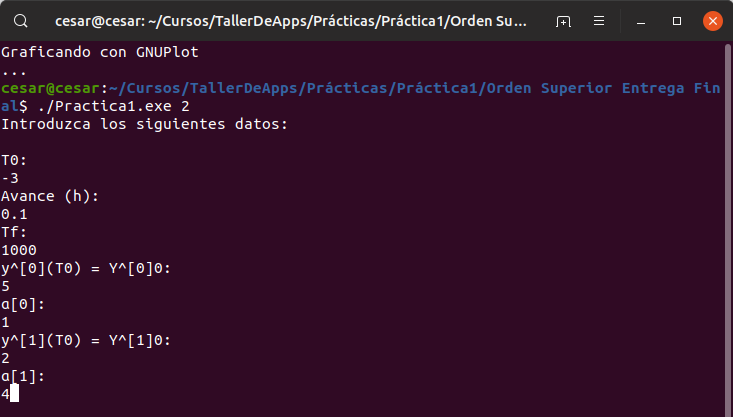 cesar@cesar: ~/Cursos/TallerDeApps/Prácticas/Práctica1/Orden Su...
Graficando con GNUPlot
...
cesar@cesar:~/Cursos/TallerDeApps/Prácticas/Práctica1/Orden Superior Entrega Fin
al$ ./Practica1.exe 2
Introduzca los siguientes datos:
T0:
-3
Avance (h):
0.1
Tf:
1000
y^[0](T0) = Y^[0]0:
5
a[0]:
1
y^[1](T0) = Y^[1]0:
2
a[1]:
4